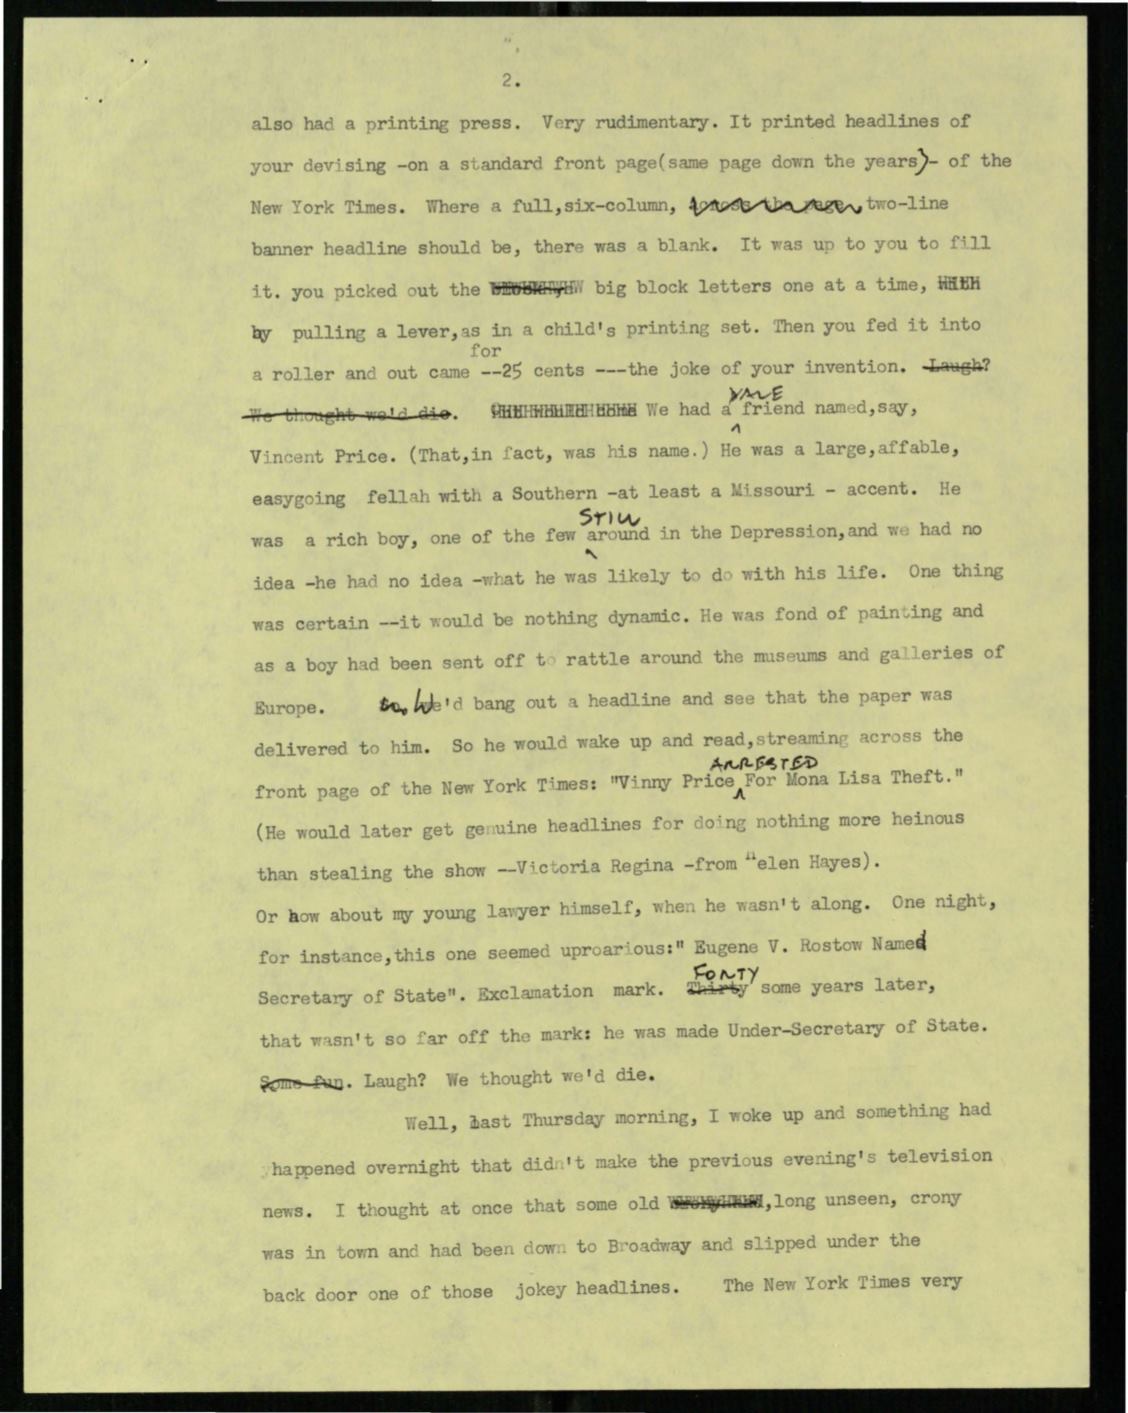 2.
also had a printing press. Very rudimentary. It printed headlines of
your devising -on a standard front page(same page down the years)- of the
New York Times. Where a full,six-column, across the page, two-line
banner headline should be, there was a blank. It was up to you to fill
it. you picked out the big block letters one at a time,
by pulling a lever,as in a child's printing set. Then you fed it into
for
a roller and out came --25 cents ---the joke of your invention. Laugh?
YALE
We thought we'd die. We had a friend named,say,
Vincent Price. (That,in fact, was his name.) He was a large,affable,
easygoing fellah with a Southern -at least a Missouri - accent. He
STILL
was a rich boy, one of the few around in the Depression,and we had no
idea -he had no idea -what he was likely to do with his life. One thing
was certain --it would be nothing dynamic. He was fond of painting and
as a boy had been sent off to rattle around the museums and galleries of
Europe. So, We'd bang out a headline and see that the paper was
delivered to him. So he would wake up and read,streaming across the
ARRESTED
front page of the New York Times: "Vinny Price For Mona Lisa Theft."
(He would later get genuine headlines for doing nothing more heinous
than stealing the show --Victoria Regina -from Helen Hayes).
Or how about my young lawyer himself, when he wasn't along. One night,
for instance,this one seemed uproarious:" Eugene V. Rostow Named
FORTY
Secretary of State". Exclamation mark. Thirty some years later,
that wasn't so far off the mark: he was made Under-Secretary of State.
Some fun. Laugh? We thought we'd die.
Well, last Thursday morning, I woke up and something had
happened overnight that didn't make the previous evening's television
news. I thought at once that some old ,long unseen, crony
was in town and had been down to Broadway and slipped under the
back door one of those jokey headlines. The New York Times very